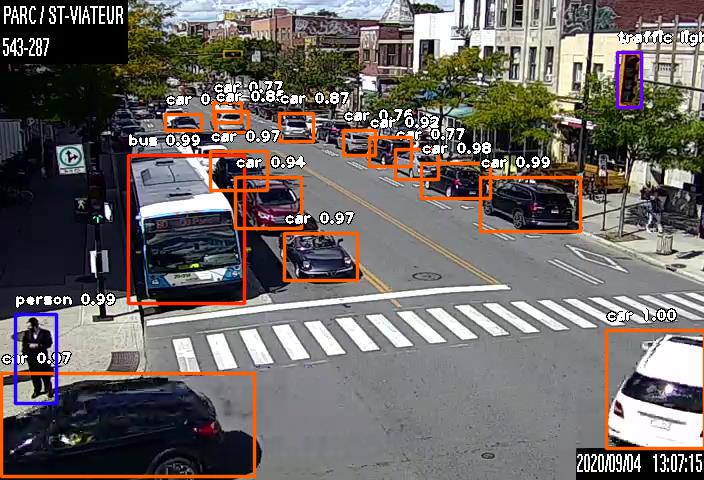 PARC / ST-VIATEUR
543-287
traffic ligh
car 0.77
car 0.8
car 0.87
car 0.
car 0.76
car 0.92
car 0.97
car 0.77
bus 0.99
car 0.98
car 0.94
car 0.99
car 0.97
80
person 0.99
car 1.00
car 0.97
2020/09/04 13:07:15